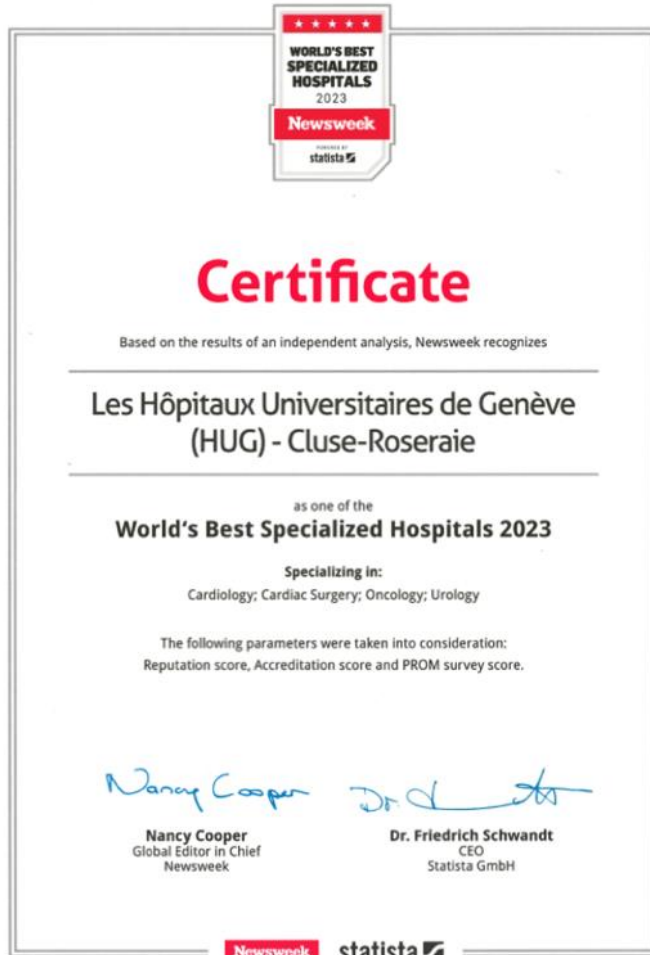 WORLD'S BEST
SPECIALIZED
HOSPITALS
2023
Newsweek
POWERED BY
statista
Certificate
Based on the results of an independent analysis, Newsweek recognizes
Les Hôpitaux Universitaires de Genève
(HUG) - Cluse-Roseraie
as one of the
World's Best Specialized Hospitals 2023
Specializing in:
Cardiology; Cardiac Surgery; Oncology; Urology
The following parameters were taken into consideration:
Reputation score, Accreditation score and PROM survey score.
Nancy Cooper Dr.
Nancy Cooper Dr. Friedrich Schwandt
Global Editor in Chief CEO
Newsweek Statista GmbH
Newsweek statista